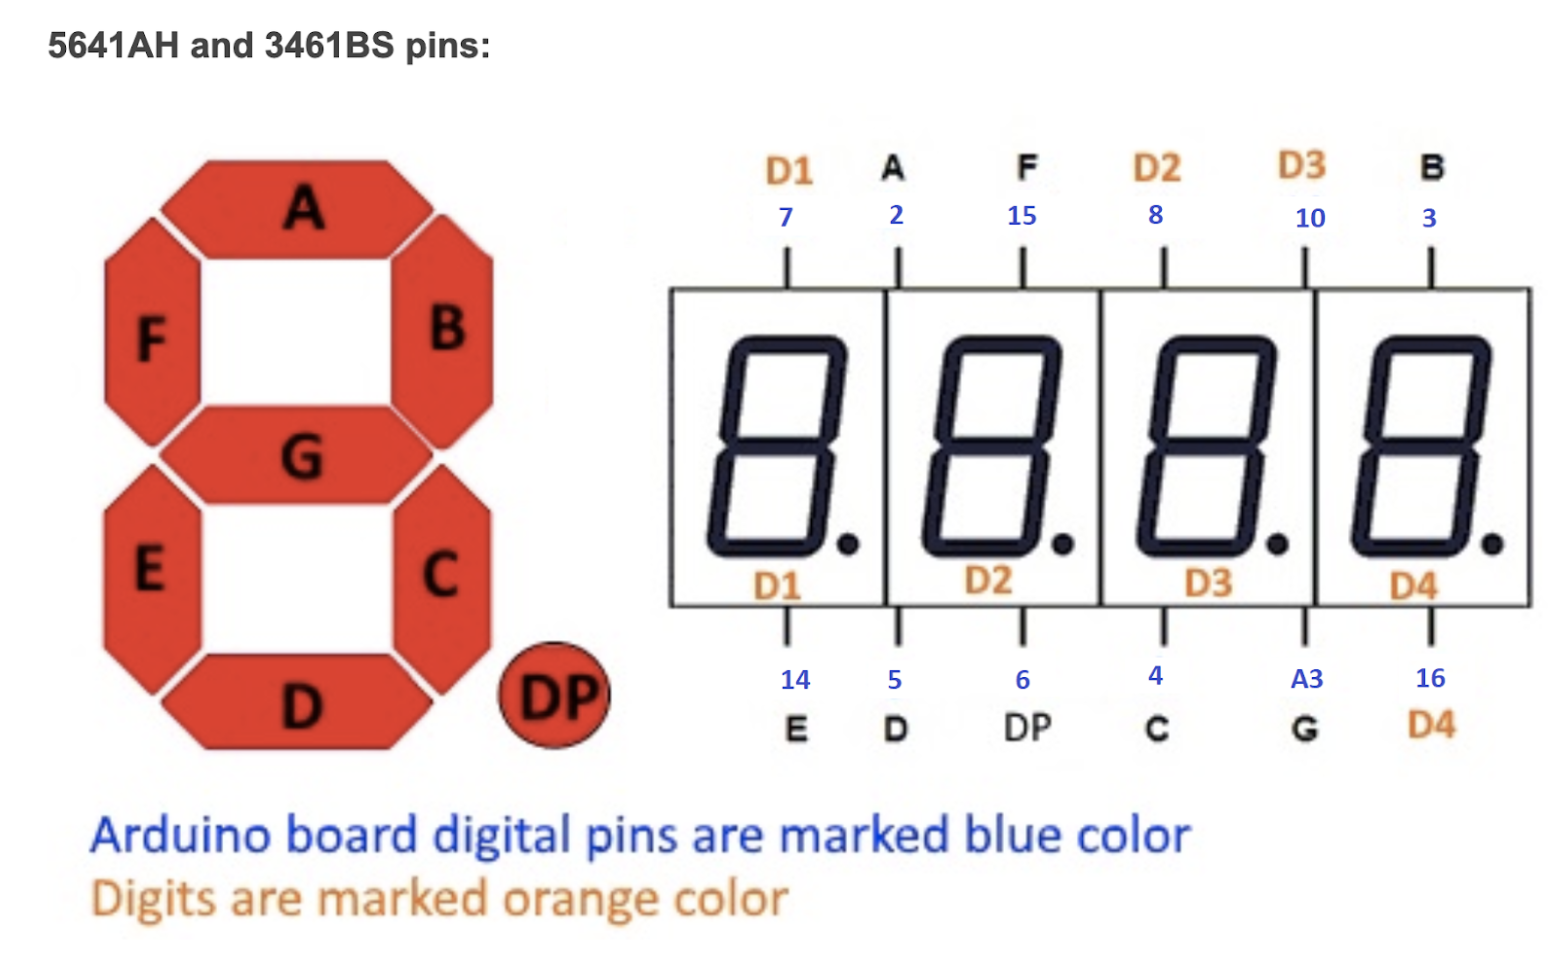 5641AH and 3461BS pins:
D1 A F D2 D3 B
7 2 15 8 10 3
A
F B
G
E C
D DP
D1 D2 D3 D4
14 5 6 4 A3 16
E D DP C G D4
Arduino board digital pins are marked blue color
Digits are marked orange color